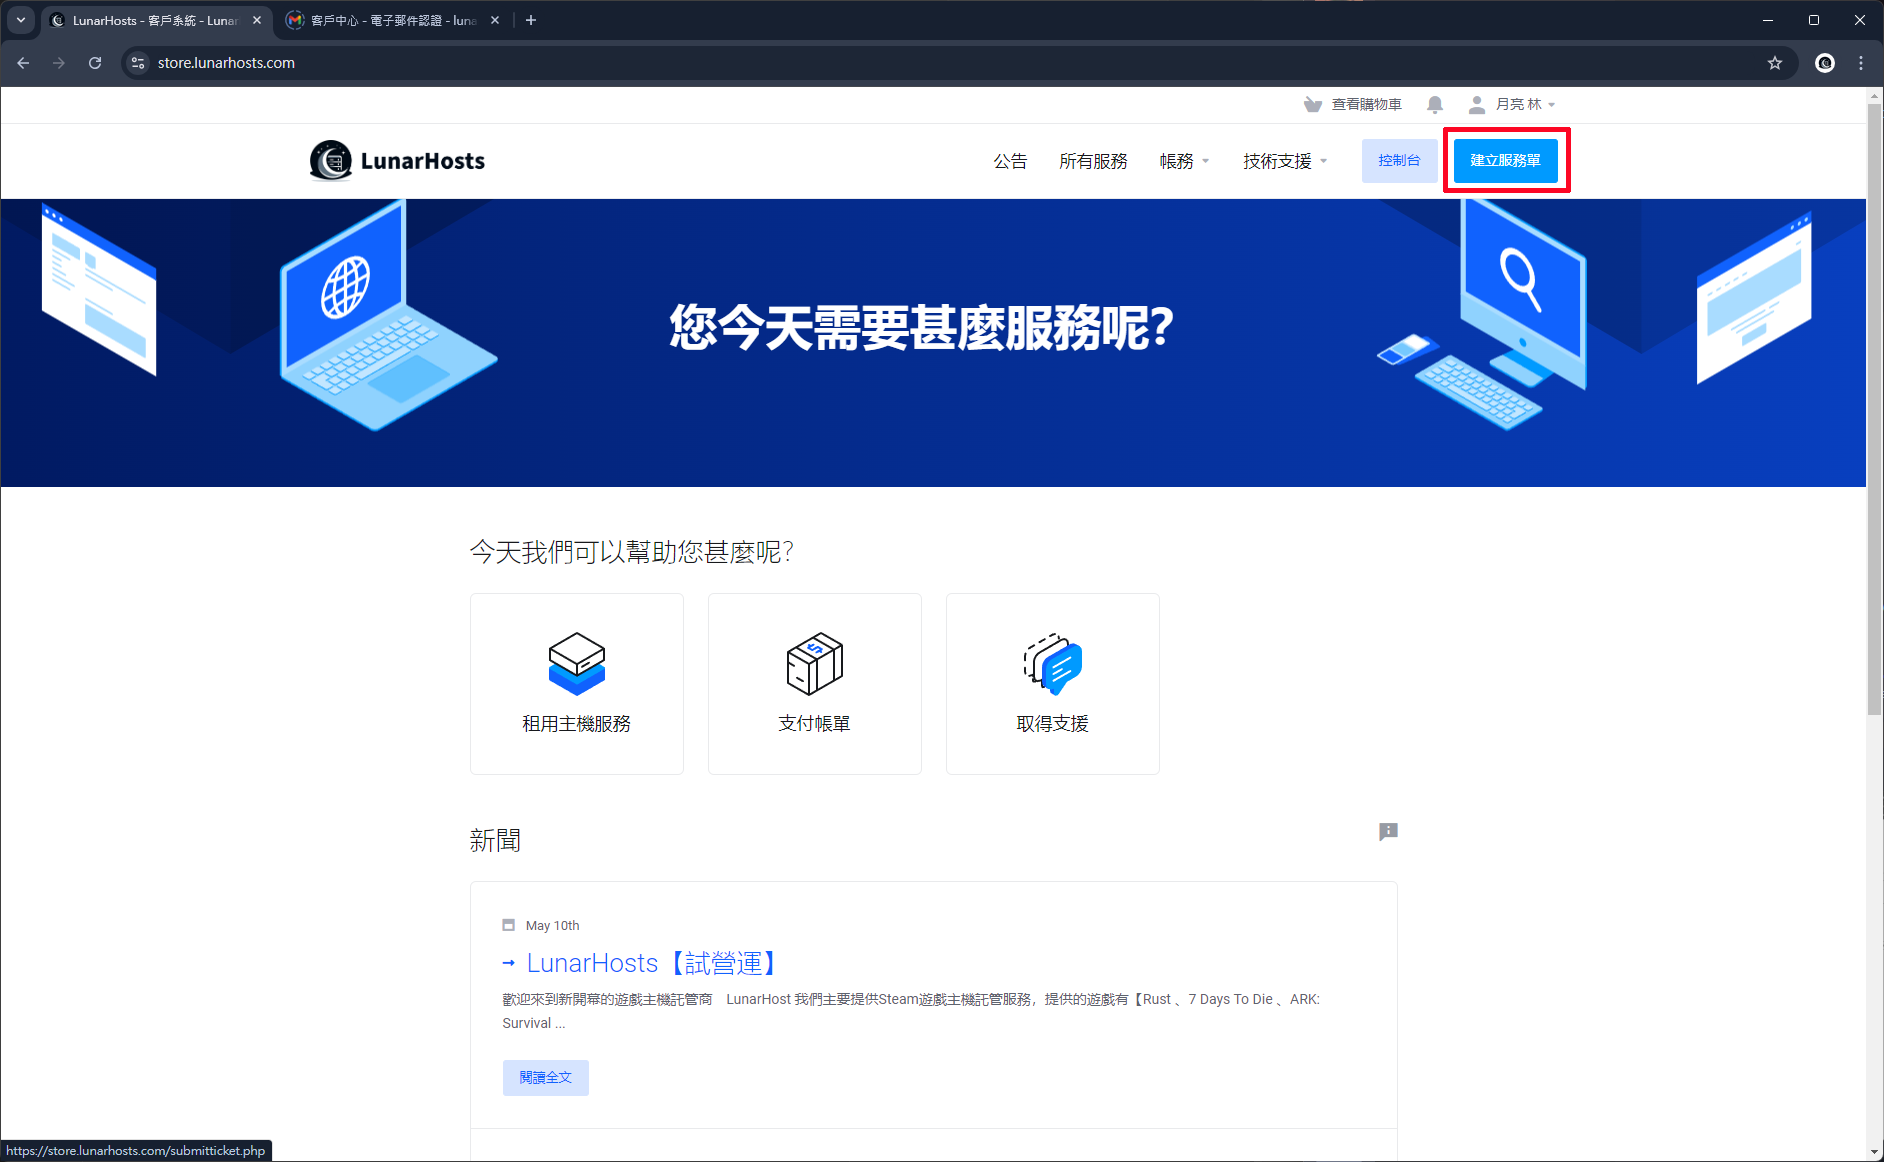 LunarHosts - 客戶系統 - Lunar
客戶中心 - 電子郵件認證 - luna
store.lunarhosts.com
查看購物車
月亮 林
LunarHosts
公告
所有服務
帳務
技術支援
控制台
建立服務單
您今天需要甚麼服務呢?
今天我們可以幫助您甚麼呢?
租用主機服務
支付帳單
取得支援
新聞
May 10th
→ LunarHosts【試營運】
歡迎來到新開幕的遊戲主機託管商　LunarHost 我們主要提供Steam遊戲主機託管服務，提供的遊戲有【Rust 、7 Days To Die 、ARK:
Survival ...
閱讀全文
https://store.lunarhosts.com/submitticket.php